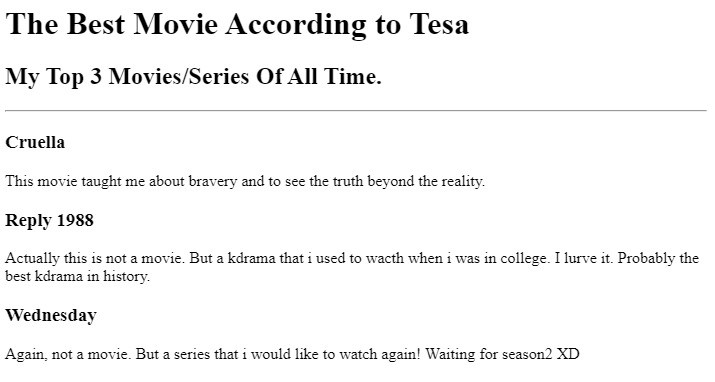 The Best Movie According to Tesa
My Top 3 Movies/Series Of All Time.
Cruella
This movie taught me about bravery and to see the truth beyond the reality.
Reply 1988
Actually this is not a movie. But a kdrama that i used to wacth when i was in college. I lurve it. Probably the
best kdrama in history.
Wednesday
Again, not a movie. But a series that i would like to watch again! Waiting for season2 XD